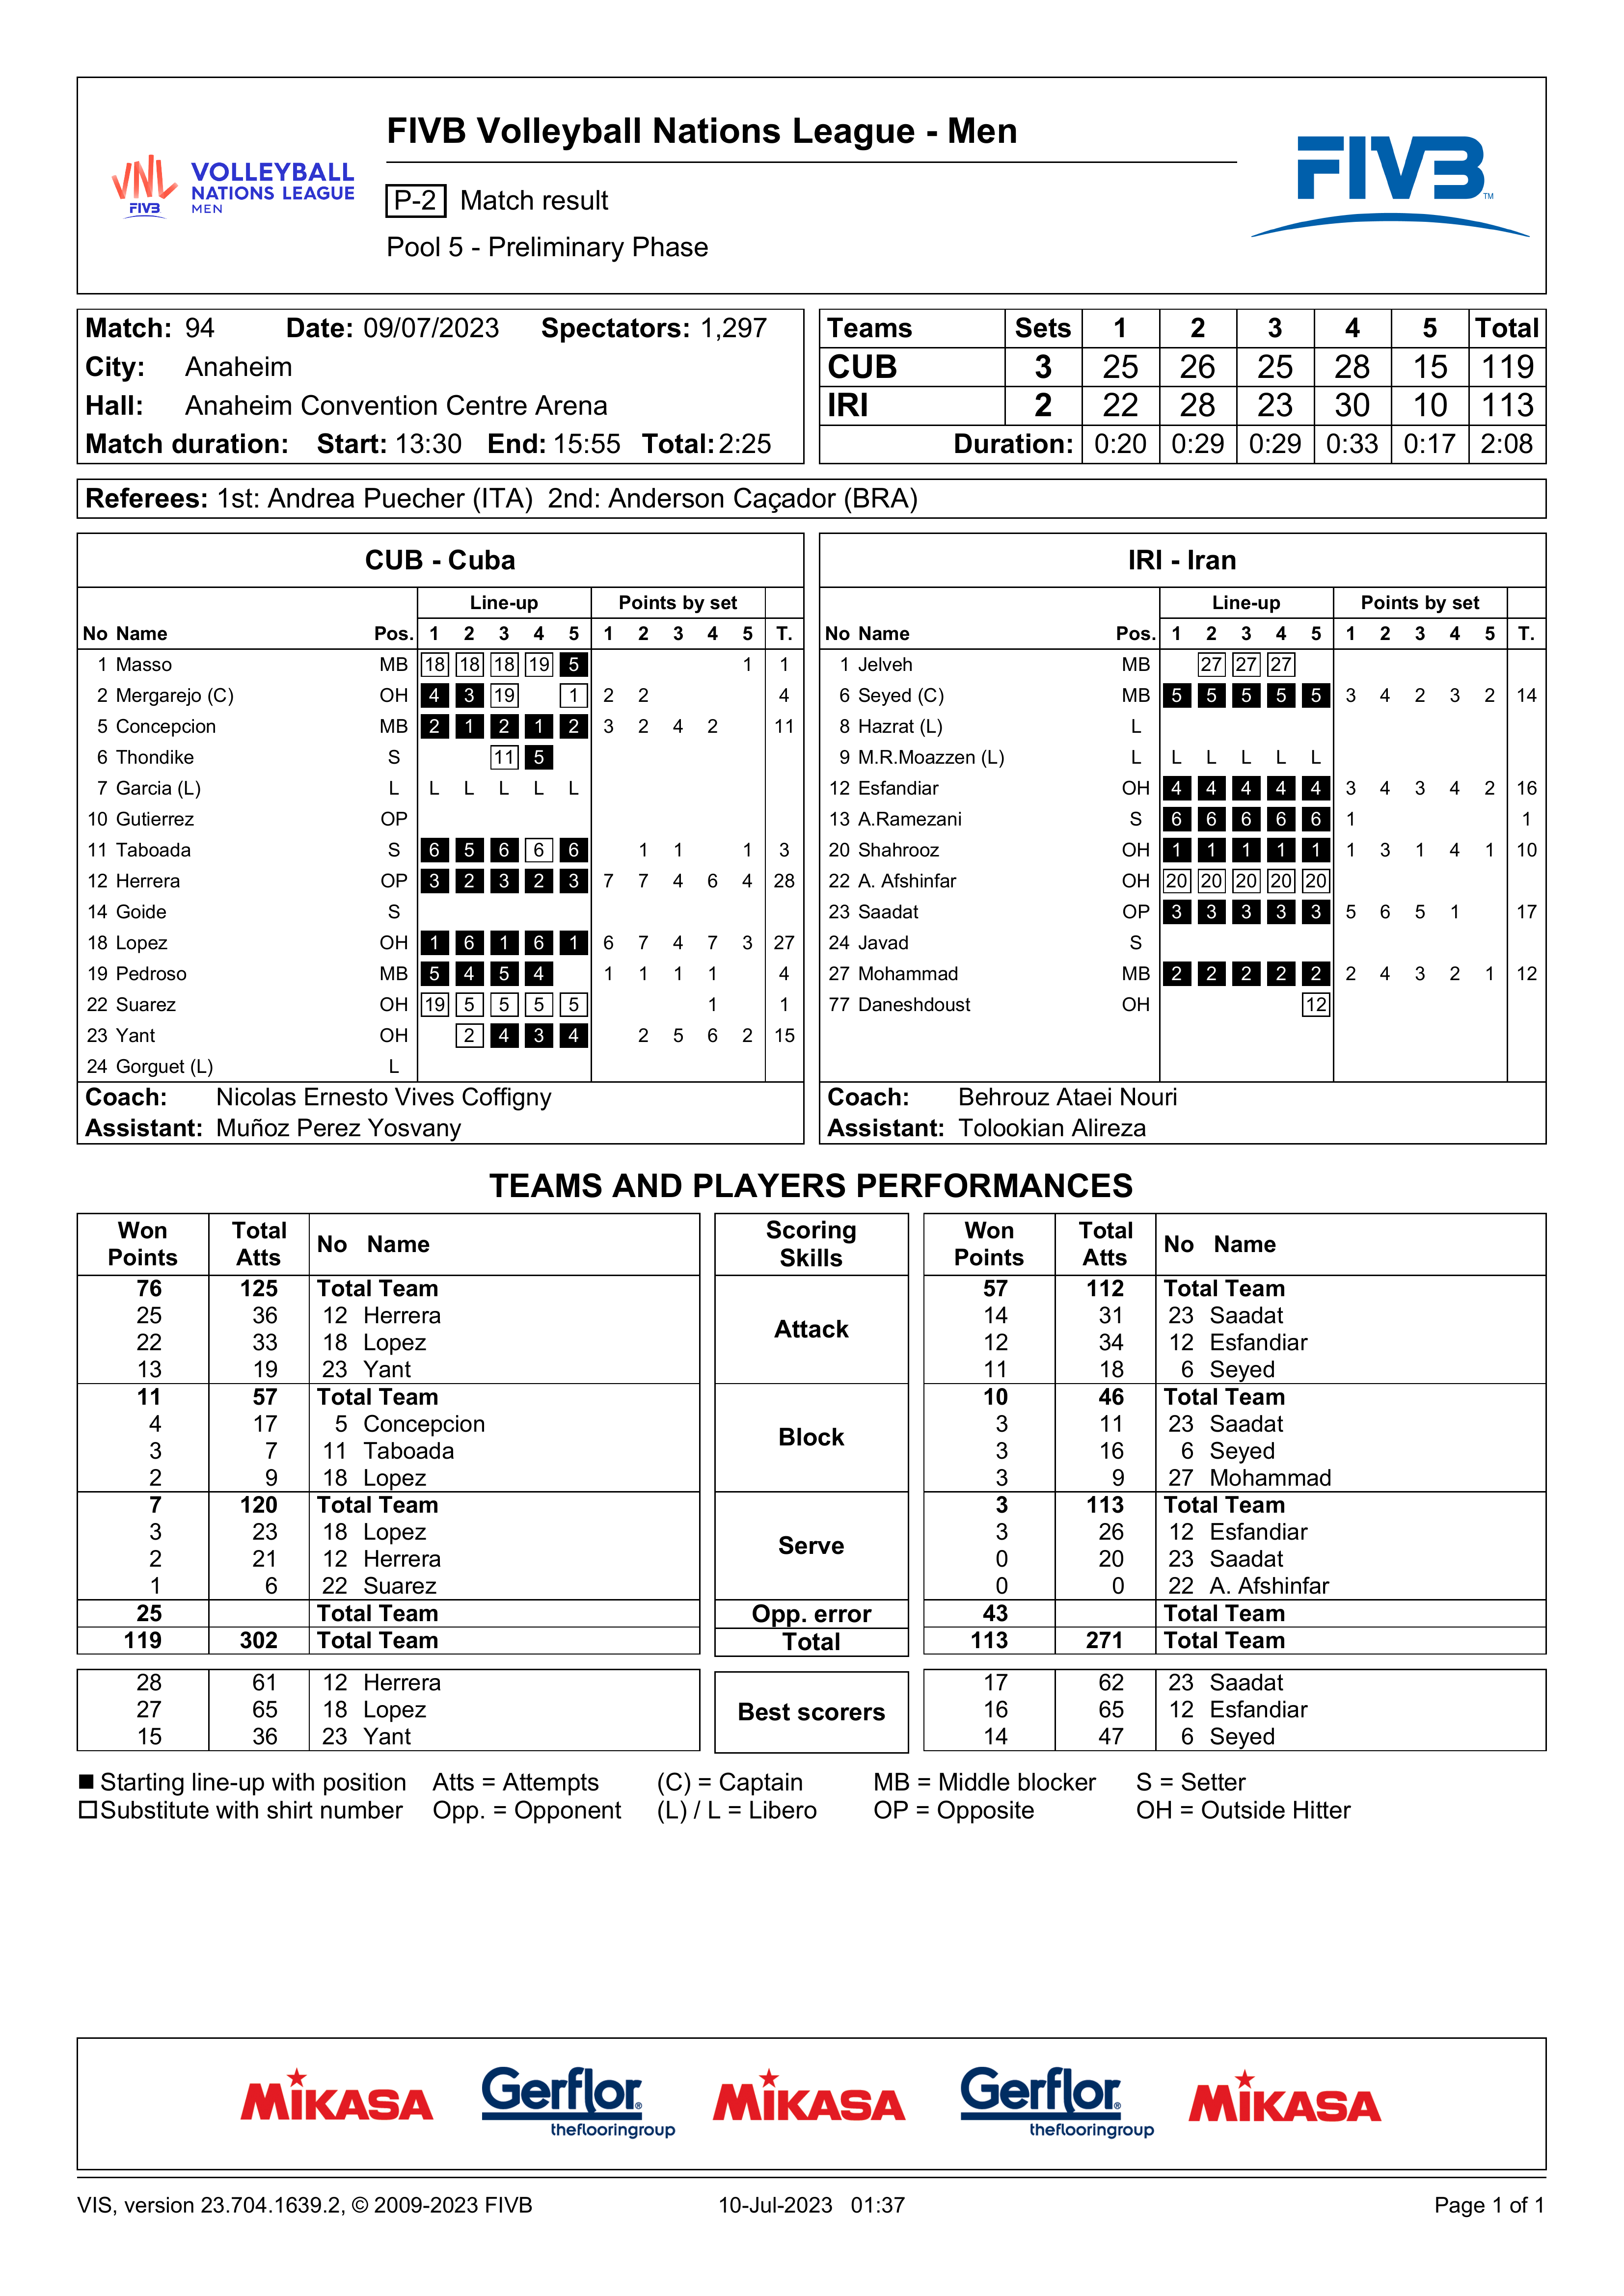 FIVB Volleyball Nations League - Men
VNL FIVB VOLLEYBALL NATIONS LEAGUE MEN
P-2 Match result
Pool 5 - Preliminary Phase
FIVB TM
Match: 94 Date: 09/07/2023 Spectators: 1,297
City: Anaheim
Hall: Anaheim Convention Centre Arena
Match duration: Start: 13:30 End: 15:55 Total: 2:25
Teams Sets 1 2 3 4 5 Total
CUB 3 25 26 25 28 15 119
IRI 2 22 28 23 30 10 113
Duration: 0:20 0:29 0:29 0:33 0:17 2:08
Referees: 1st: Andrea Puecher (ITA) 2nd: Anderson Caçador (BRA)
CUB - Cuba
Line-up Points by set
No Name Pos. 1 2 3 4 5 1 2 3 4 5 T.
1 Masso MB 18 18 18 19 5 1 1
2 Mergarejo (C) OH 4 3 19 1 2 2 4
5 Concepcion MB 2 1 2 1 2 3 2 4 2 11
6 Thondike S 11 5
7 Garcia (L) L L L L L L
10 Gutierrez OP
11 Taboada S 6 5 6 6 6 1 1 1 3
12 Herrera OP 3 2 3 2 3 7 7 4 6 4 28
14 Goide S
18 Lopez OH 1 6 1 6 1 6 7 4 7 3 27
19 Pedroso MB 5 4 5 4 1 1 1 1 4
22 Suarez OH 19 5 5 5 5 1 1
23 Yant OH 2 4 3 4 2 5 6 2 15
24 Gorguet (L) L
Coach: Nicolas Ernesto Vives Coffigny
Assistant: Muñoz Perez Yosvany
IRI - Iran
Line-up Points by set
No Name Pos. 1 2 3 4 5 1 2 3 4 5 T.
1 Jelveh MB 27 27 27
6 Seyed (C) MB 5 5 5 5 5 3 4 2 3 2 14
8 Hazrat (L) L
9 M.R.Moazzen (L) L L L L L L
12 Esfandiar OH 4 4 4 4 4 3 4 3 4 2 16
13 A.Ramezani S 6 6 6 6 6 1 1
20 Shahrooz OH 1 1 1 1 1 1 3 1 4 1 10
22 A. Afshinfar OH 20 20 20 20 20
23 Saadat OP 3 3 3 3 3 5 6 5 1 17
24 Javad S
27 Mohammad MB 2 2 2 2 2 2 4 3 2 1 12
77 Daneshdoust OH 12
Coach: Behrouz Ataei Nouri
Assistant: Tolookian Alireza
TEAMS AND PLAYERS PERFORMANCES
Won Points Total Atts No Name Scoring Skills Won Points Total Atts No Name
76 125 Total Team Attack 57 112 Total Team
25 36 12 Herrera 14 31 23 Saadat
22 33 18 Lopez 12 34 12 Esfandiar
13 19 23 Yant 11 18 6 Seyed
11 57 Total Team Block 10 46 Total Team
4 17 5 Concepcion 3 11 23 Saadat
3 7 11 Taboada 3 16 6 Seyed
2 9 18 Lopez 3 9 27 Mohammad
7 120 Total Team Serve 3 113 Total Team
3 23 18 Lopez 3 26 12 Esfandiar
2 21 12 Herrera 0 20 23 Saadat
1 6 22 Suarez 0 0 22 A. Afshinfar
25 Total Team Opp. error 43 Total Team
119 302 Total Team Total 113 271 Total Team
28 61 12 Herrera Best scorers 17 62 23 Saadat
27 65 18 Lopez 16 65 12 Esfandiar
15 36 23 Yant 14 47 6 Seyed
Starting line-up with position Atts = Attempts (C) = Captain MB = Middle blocker S = Setter
Substitute with shirt number Opp. = Opponent (L) / L = Libero OP = Opposite OH = Outside Hitter
MIKASA Gerflor® theflooringgroup MIKASA Gerflor® theflooringgroup MIKASA
VIS, version 23.704.1639.2, © 2009-2023 FIVB 10-Jul-2023 01:37 Page 1 of 1